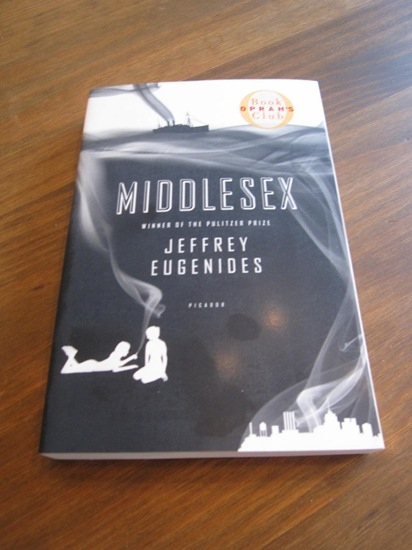 Book
OPRAH'S
Club
MIDDLESEX
WINNER OF THE PULITZER PRIZE
JEFFREY
EUGENIDES
PICADOR